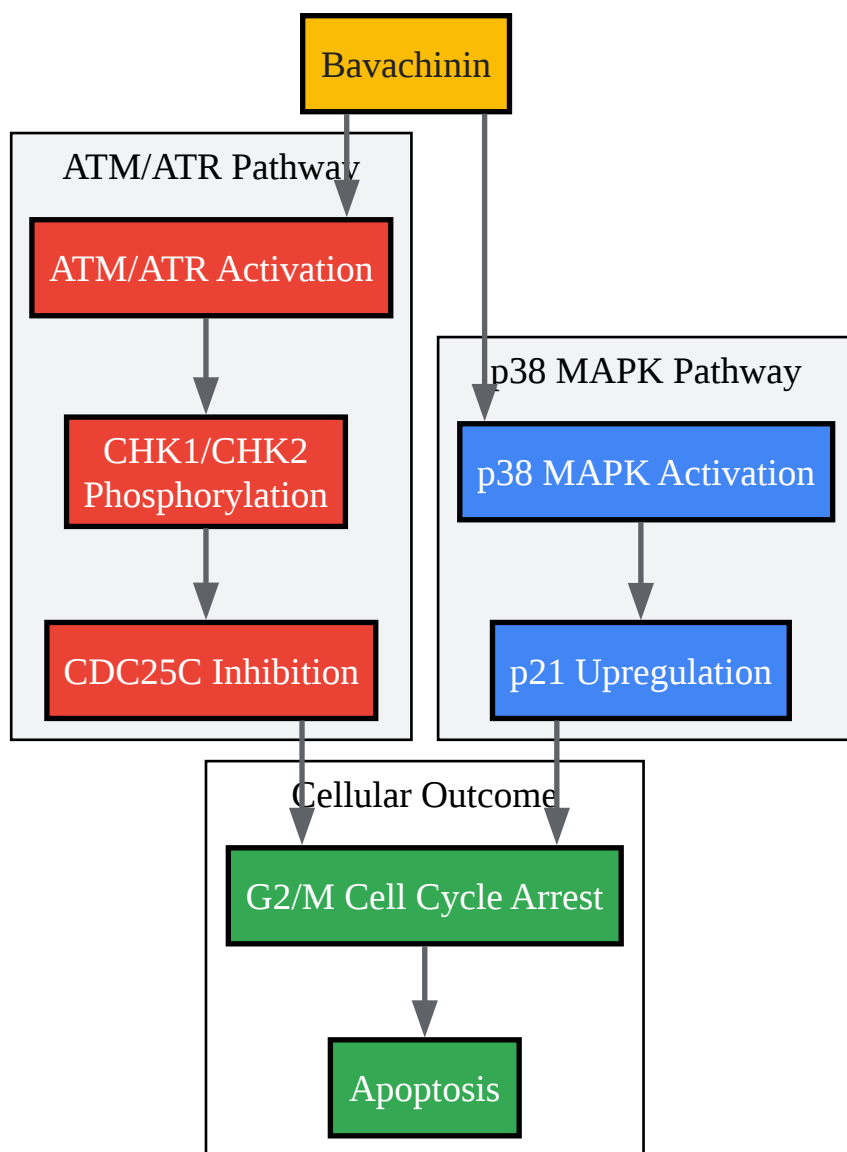 Bavachinin
ATM/ATR Pathway
ATM/ATR Activation
CHK1/CHK2
Phosphorylation
CDC25C Inhibition
p38 MAPK Pathway
p38 MAPK Activation
p21 Upregulation
Cellular Outcome
G2/M Cell Cycle Arrest
Apoptosis